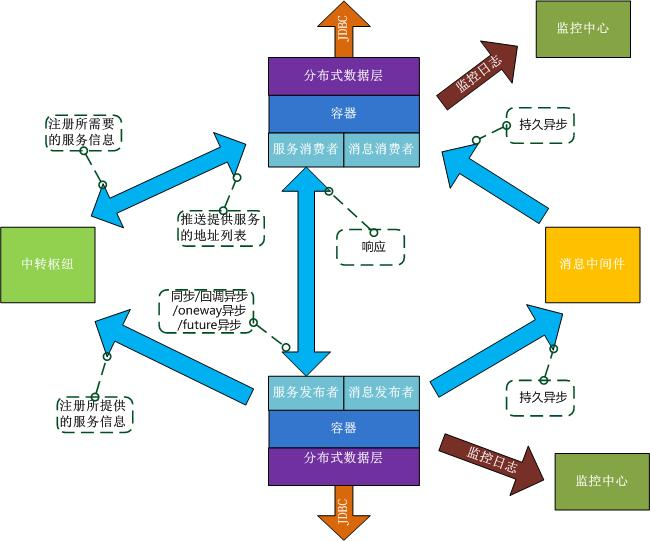 JDBC
监控中心
监控日志
分布式数据层
容器
服务消费者 消息消费者
持久异步
注册所需要
的服务信息
推送提供服务
的地址列表
响应
中转枢纽
消息中间件
同步/回调异步
/oneway异步
/future异步
注册所提供
的服务信息
服务发布者 消息发布者
持久异步
容器
分布式数据层
监控日志
监控中心
JDBC